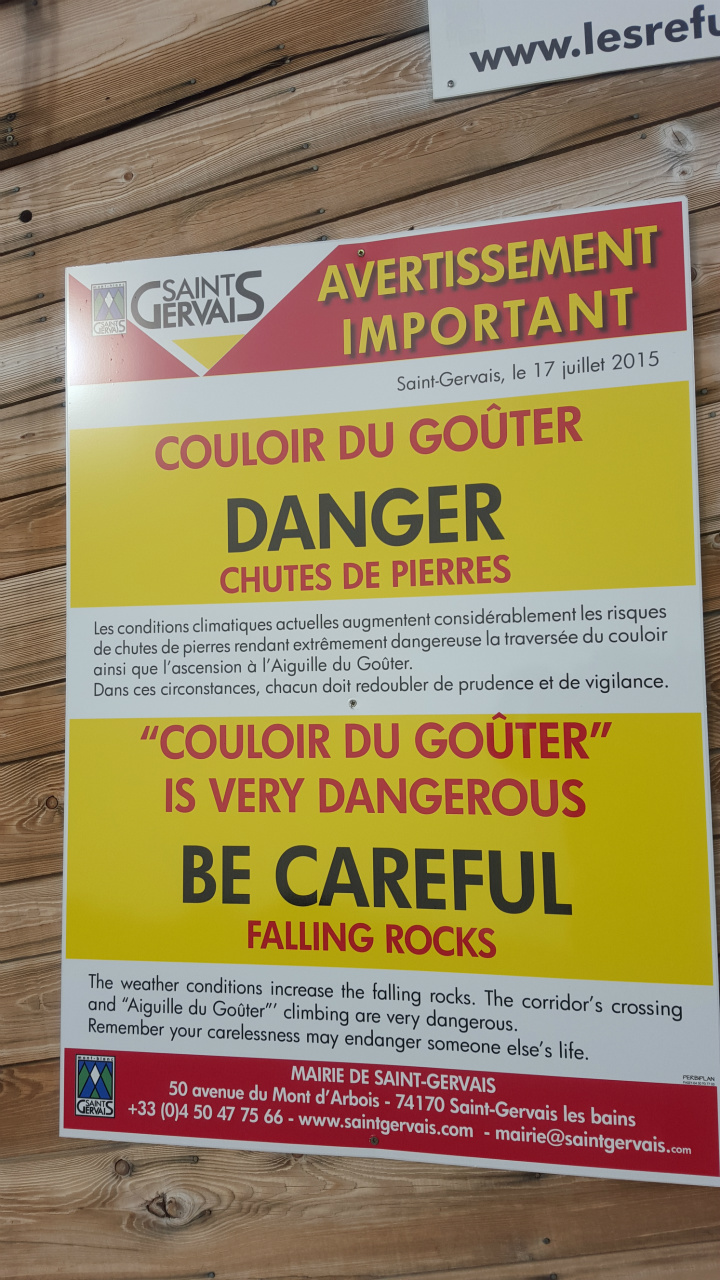 www.lesrefu
SAINT
GERVAIS
SAINT
GERVAIS
AVERTISSEMENT
IMPORTANT
Saint-Gervais, le 17 juillet 2015
COULOIR DU GOÛTER
DANGER
CHUTES DE PIERRES
Les conditions climatiques actuelles augmentent considérablement les risques
de chutes de pierres rendant extrêmement dangereuse la traversée du couloir
ainsi que l'ascension à l'Aiguille du Goûter.
Dans ces circonstances, chacun doit redoubler de prudence et de vigilance.
"COULOIR DU GOÛTER"
IS VERY DANGEROUS
BE CAREFUL
FALLING ROCKS
The weather conditions increase the falling rocks. The corridor's crossing
and "Aiguille du Goûter"' climbing are very dangerous.
Remember your carelessness may endanger someone else's life.
MONT-BLANC
SAINT
GERVAIS
MAIRIE DE SAINT-GERVAIS
50 avenue du Mont d'Arbois - 74170 Saint-Gervais les bains
+33 (0)4 50 47 75 66 - www.saintgervais.com - mairie@saintgervais.com